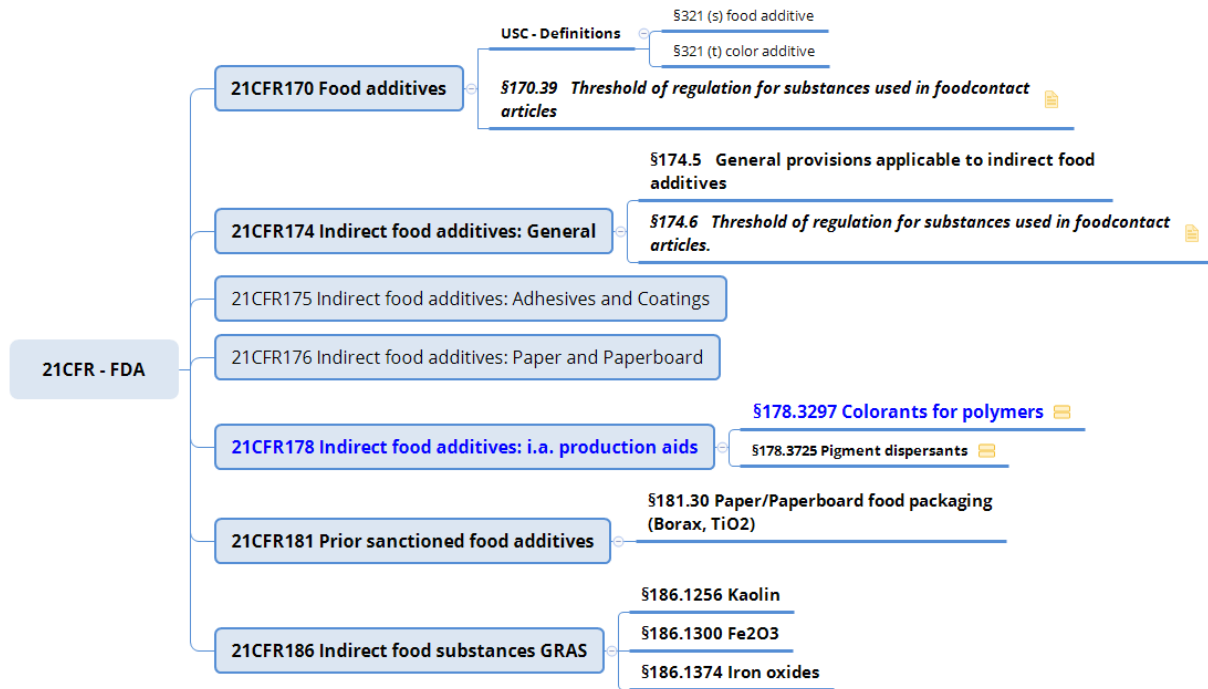 §321 (s) food additive
USC - Definitions
§321 (t) color additive
21CFR170 Food additives
§170.39 Threshold of regulation for substances used in foodcontact
articles
§174.5 General provisions applicable to indirect food
additives
21CFR174 Indirect food additives: General
§174.6 Threshold of regulation for substances used in foodcontact
articles.
21CFR175 Indirect food additives: Adhesives and Coatings
21CFR176 Indirect food additives: Paper and Paperboard
21CFR - FDA
§178.3297 Colorants for polymers
21CFR178 Indirect food additives: i.a. production aids
§178.3725 Pigment dispersants
§181.30 Paper/Paperboard food packaging
(Borax, TiO2)
21CFR181 Prior sanctioned food additives
§186.1256 Kaolin
§186.1300 Fe2O3
21CFR186 Indirect food substances GRAS
§186.1374 Iron oxides